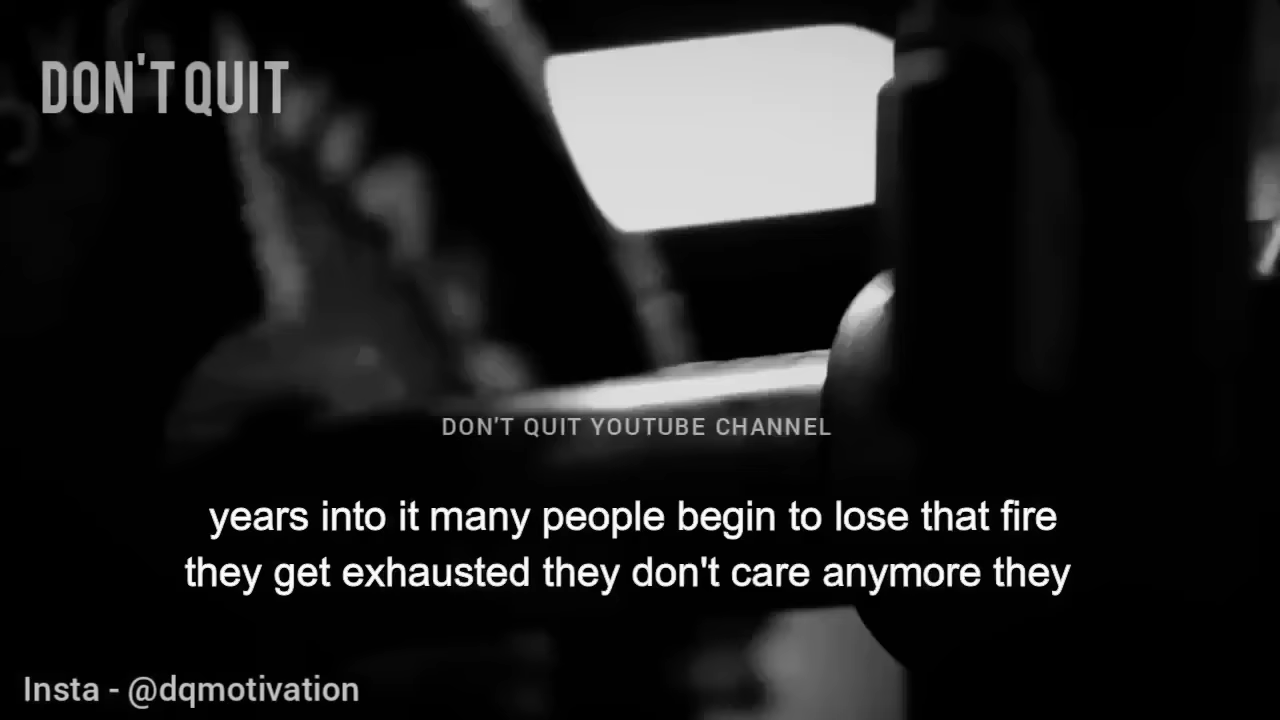 DON'T QUIT
DON'T QUIT YOUTUBE CHANNEL
years into it many people begin to lose that fire
they get exhausted they don't care anymore they
Insta - @dqmotivation